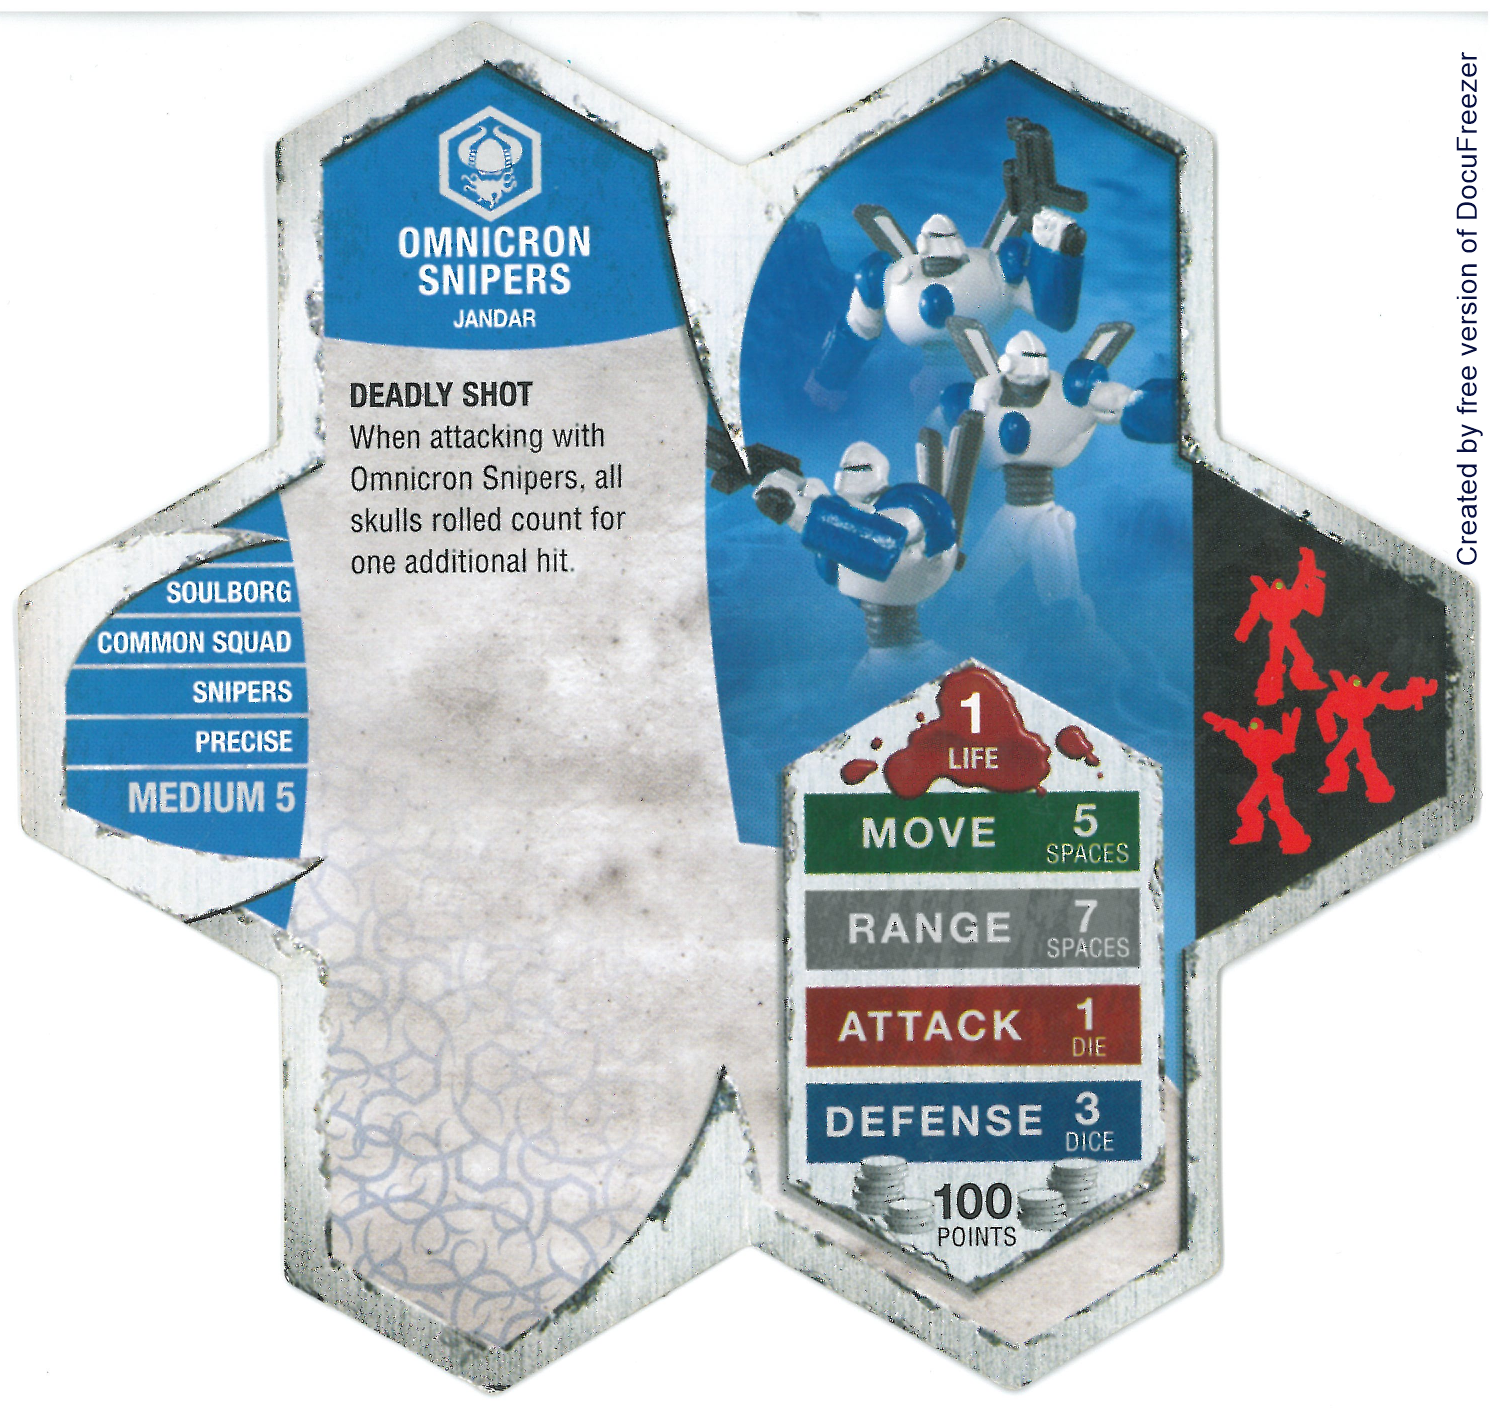 OMNICRON
SNIPERS
JANDAR
DEADLY SHOT
When attacking with
Omnicron Snipers, all
skulls rolled count for
one additional hit.
SOULBORG
COMMON SQUAD
SNIPERS
PRECISE
MEDIUM 5
1
LIFE
MOVE 5
SPACES
RANGE 7
SPACES
ATTACK 1
DIE
DEFENSE 3
DICE
100
POINTS
Created by free version of DocuFreezer